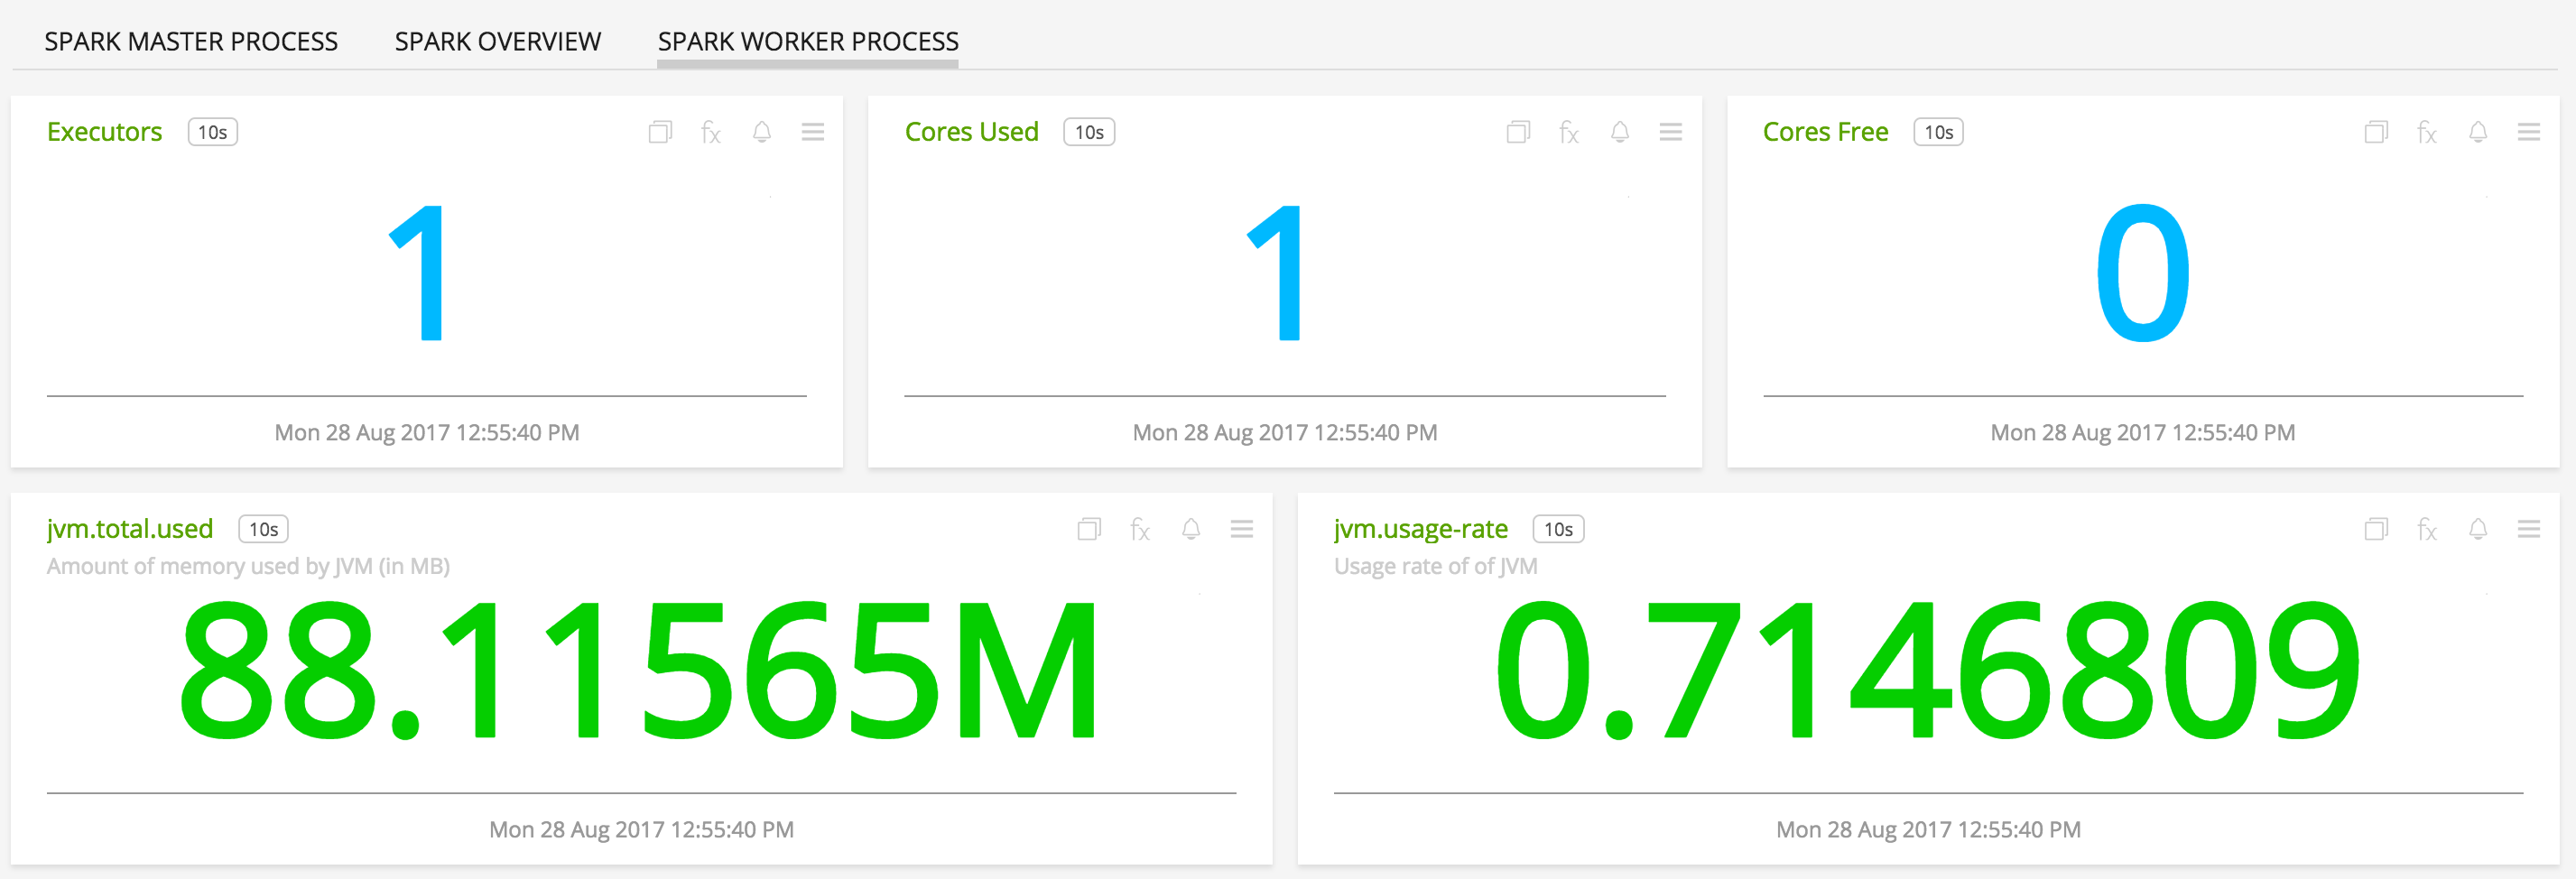 SPARK MASTER PROCESS SPARK OVERVIEW SPARK WORKER PROCESS
Executors 10s fx
1
Mon 28 Aug 2017 12:55:40 PM
Cores Used 10s fx
1
Mon 28 Aug 2017 12:55:40 PM
Cores Free 10s fx
0
Mon 28 Aug 2017 12:55:40 PM
jvm.total.used 10s fx
Amount of memory used by JVM (in MB)
88.11565M
Mon 28 Aug 2017 12:55:40 PM
jvm.usage-rate 10s fx
Usage rate of of JVM
0.7146809
Mon 28 Aug 2017 12:55:40 PM